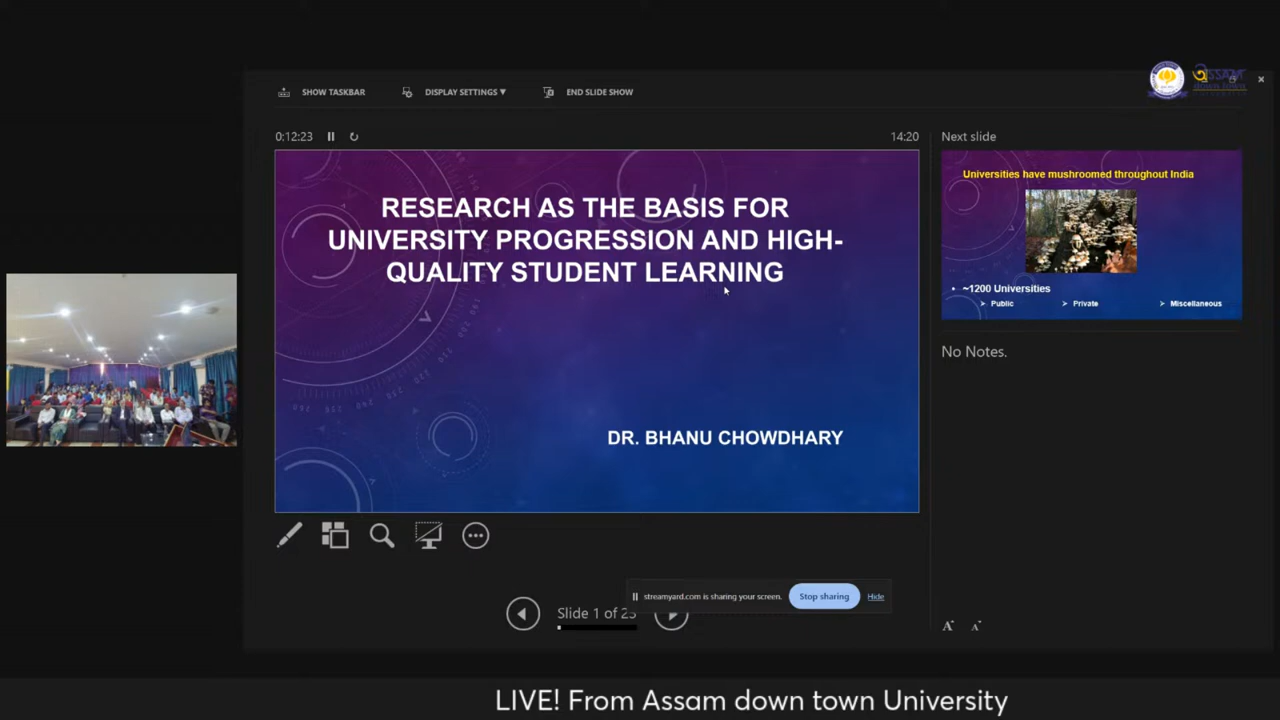 SHOW TASKBAR
DISPLAY SETTINGS ▼
END SLIDE SHOW
0:12:23
14:20
Next slide
RESEARCH AS THE BASIS FOR
UNIVERSITY PROGRESSION AND HIGH-
QUALITY STUDENT LEARNING
DR. BHANU CHOWDHARY
Universities have mushroomed throughout India
• ~1200 Universities
➢ Public
➢ Private
➢ Miscellaneous
No Notes.
streamyard.com is sharing your screen.
Stop sharing
Hide
Slide 1 of 23
A
A
LIVE! From Assam down town University